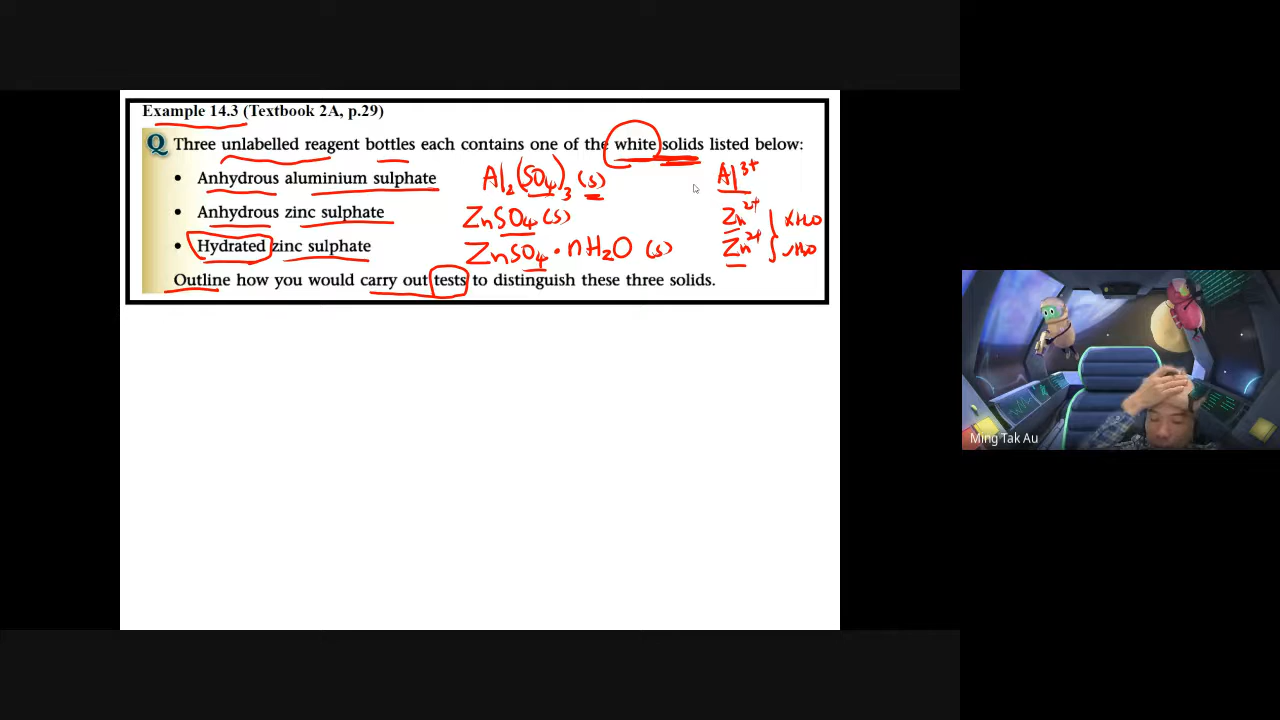 Example 14.3 (Textbook 2A, p.29)
Q Three unlabelled reagent bottles each contains one of the white solids listed below:
• Anhydrous aluminium sulphate Al₂(SO₄)₃(s) Al³⁺
• Anhydrous zinc sulphate ZnSO₄(s) Zn²⁺ ×H₂O
• Hydrated zinc sulphate ZnSO₄·nH₂O(s) Zn²⁺ ✓H₂O
Outline how you would carry out tests to distinguish these three solids.
Ming Tak Au